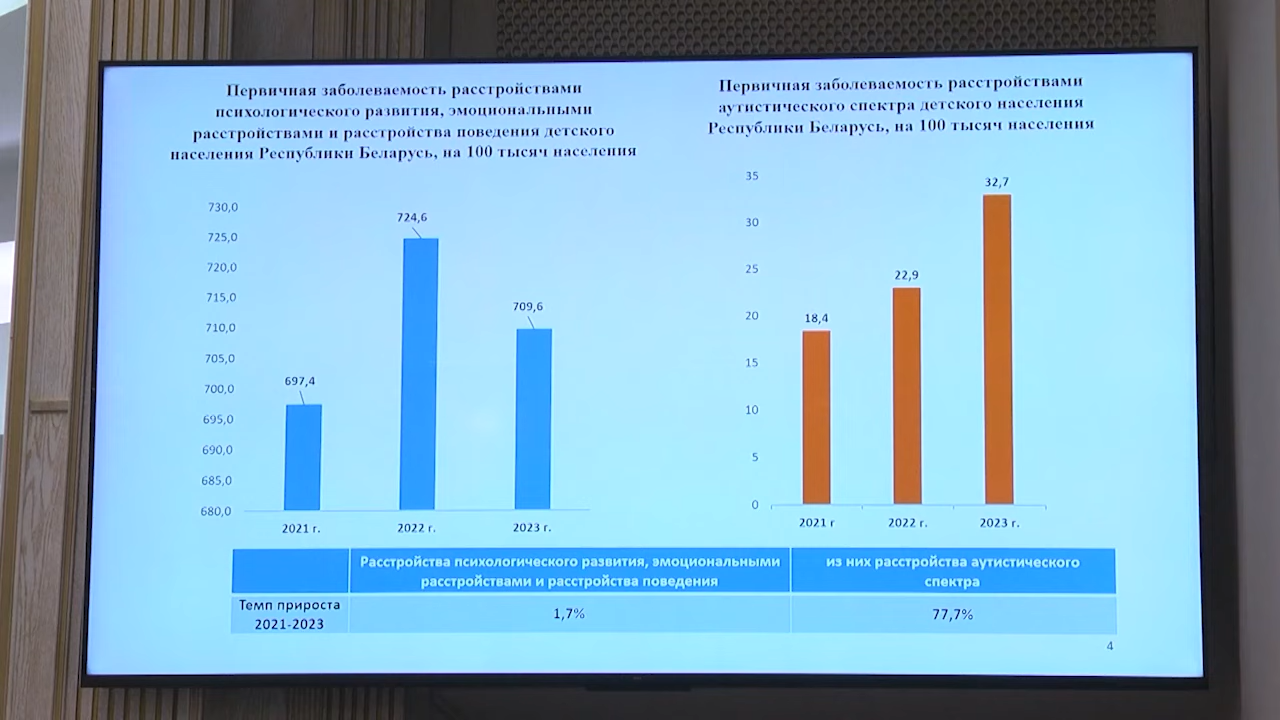 Первичная заболеваемость расстройствами
психологического развития, эмоциональными
расстройствами и расстройства поведения детского
населения Республики Беларусь, на 100 тысяч населения
730,0
725,0
720,0
715,0
710,0
705,0
700,0
695,0
690,0
685,0
680,0
697,4
724,6
709,6
2021 г.
2022 г.
2023 г.
Первичная заболеваемость расстройствами
аутистического спектра детского населения
Республики Беларусь, на 100 тысяч населения
35
30
25
20
15
10
5
0
18,4
22,9
32,7
2021 г
2022 г.
2023 г.
Расстройства психологического развития, эмоциональными
расстройствами и расстройства поведения
из них расстройства аутистического
спектра
Темп прироста
2021-2023
1,7%
77,7%
4